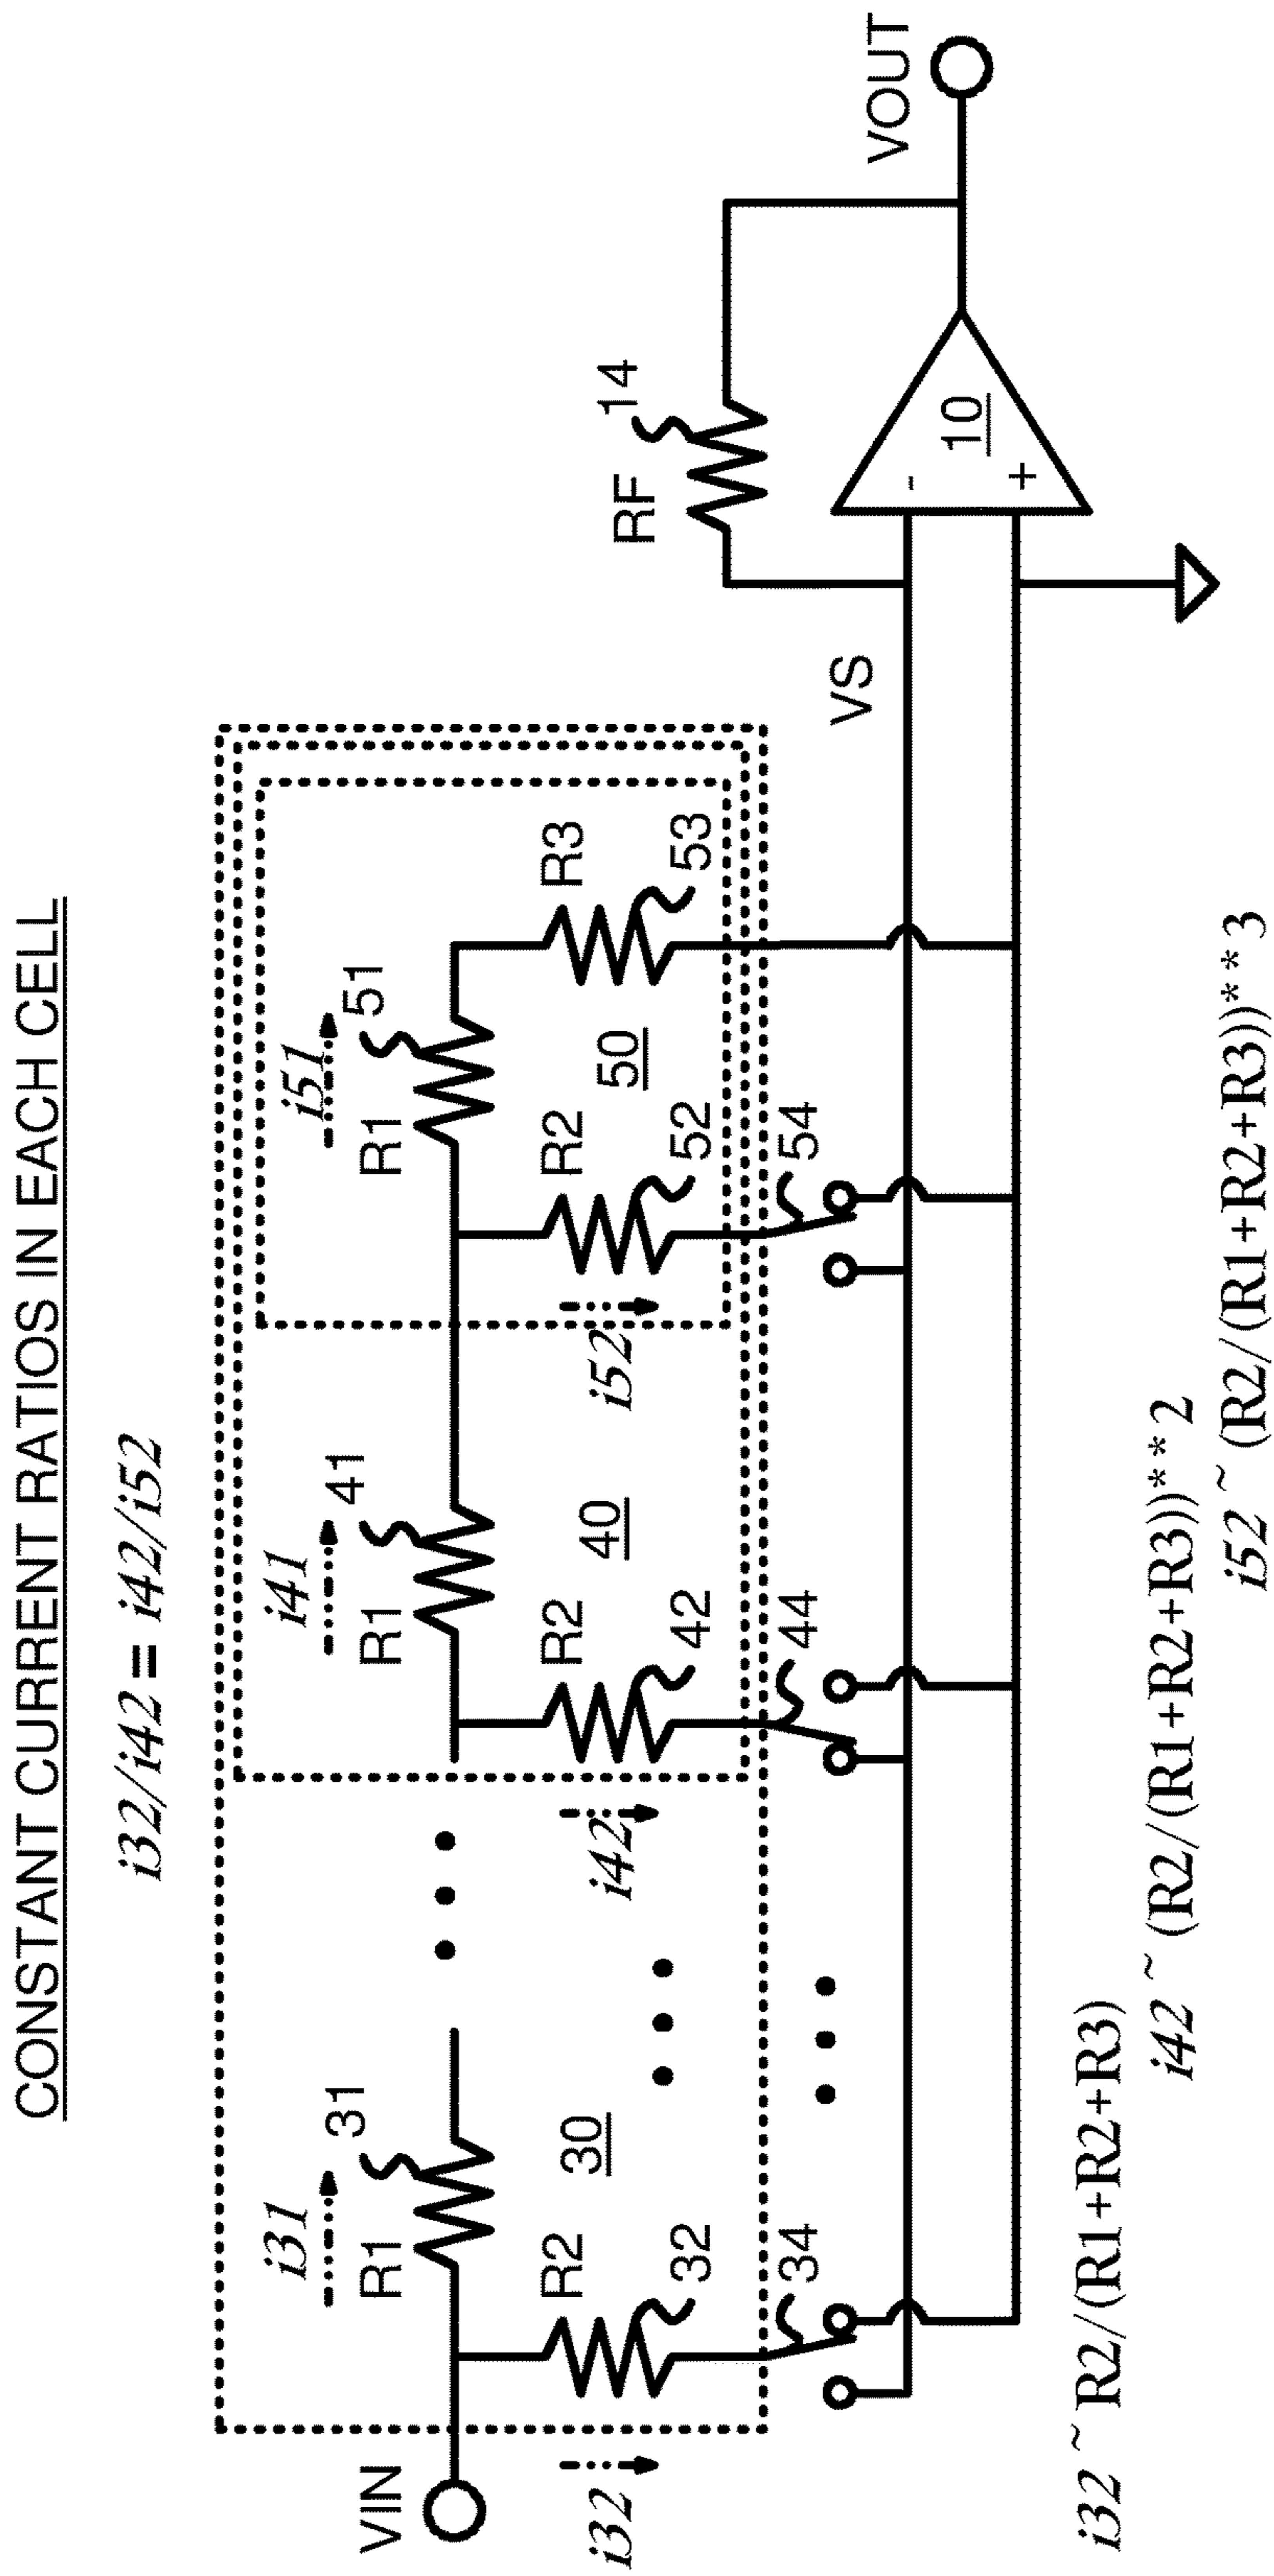 CONSTANT CURRENT RATIOS IN EACH CELL
i32/i42 = i42/i52
VIN
i31
R1
31
i41
R1
41
i51
R1
51
R2
32
30
R2
42
40
R2
52
50
R3
53
i32
i42
i52
34
44
54
VS
RF
14
-
+
10
VOUT
i32 ~ R2/(R1+R2+R3)
i42 ~ (R2/(R1+R2+R3))**2
i52 ~ (R2/(R1+R2+R3))**3